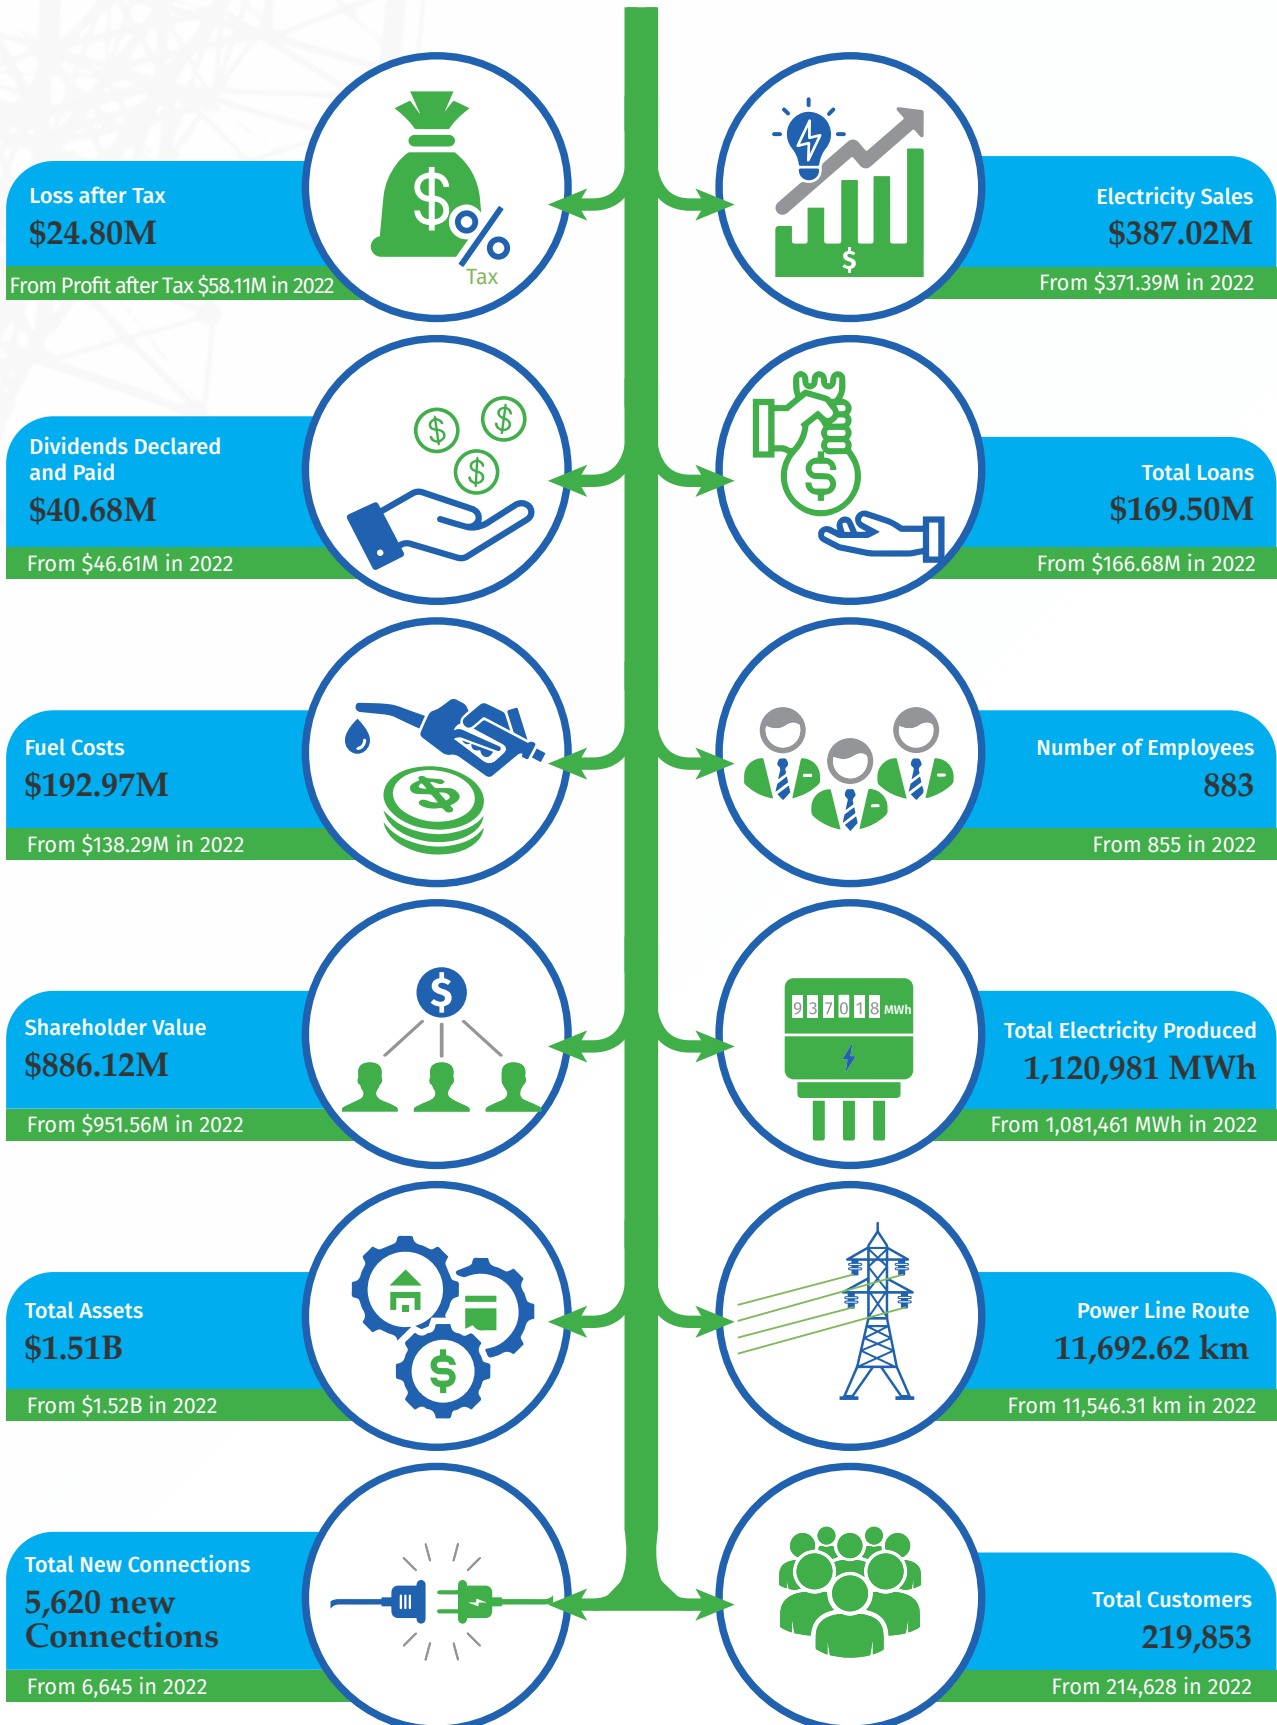 Loss after Tax
$24.80M
From Profit after Tax $58.11M in 2022
$
%
Tax
Electricity Sales
$387.02M
From $371.39M in 2022
$
Dividends Declared
and Paid
$40.68M
From $46.61M in 2022
$
$
$
Total Loans
$169.50M
From $166.68M in 2022
$
Fuel Costs
$192.97M
From $138.29M in 2022
$
Number of Employees
883
From 855 in 2022
Shareholder Value
$886.12M
From $951.56M in 2022
$
937018 MWh
Total Electricity Produced
1,120,981 MWh
From 1,081,461 MWh in 2022
Total Assets
$1.51B
From $1.52B in 2022
$
Power Line Route
11,692.62 km
From 11,546.31 km in 2022
Total New Connections
5,620 new
Connections
From 6,645 in 2022
Total Customers
219,853
From 214,628 in 2022